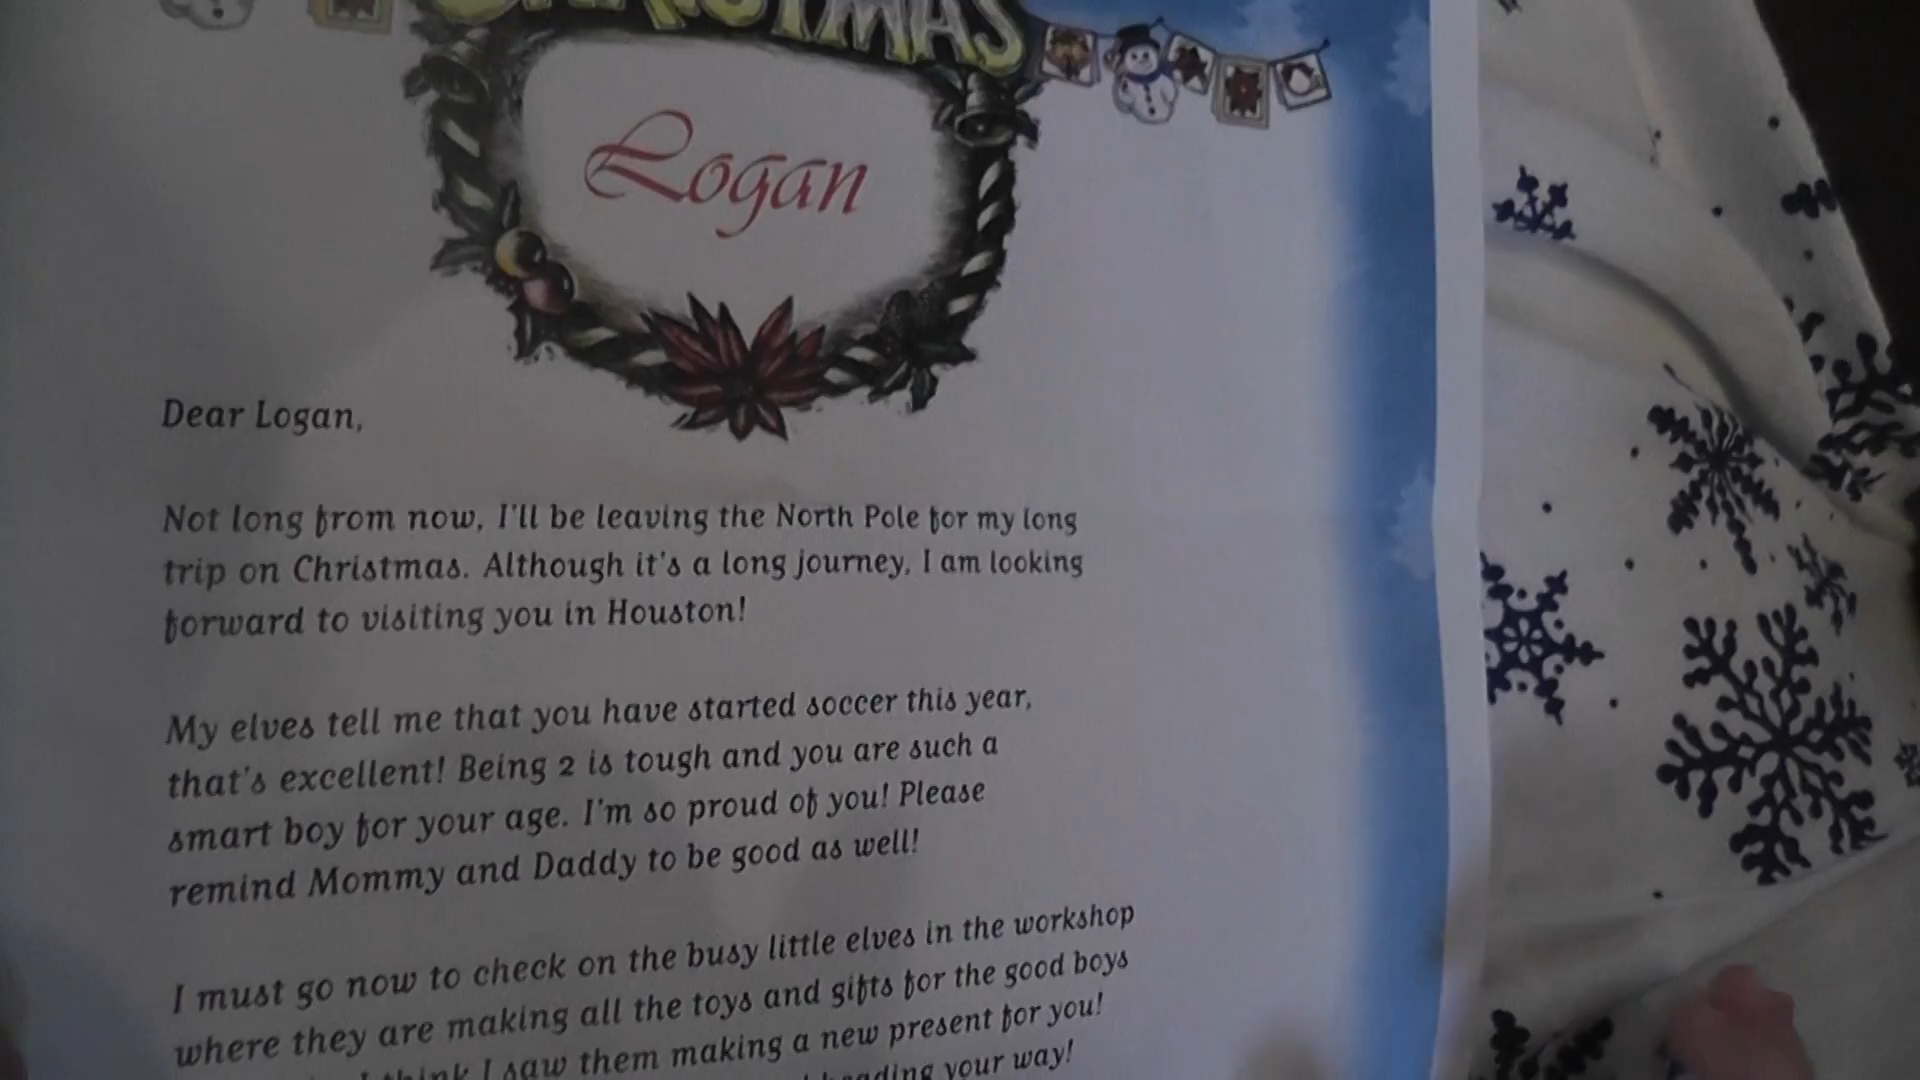 CHRISTMAS
Logan
Dear Logan,
Not long from now, I'll be leaving the North Pole for my long
trip on Christmas. Although it's a long journey, I am looking
forward to visiting you in Houston!
My elves tell me that you have started soccer this year,
that's excellent! Being 2 is tough and you are such a
smart boy for your age. I'm so proud of you! Please
remind Mommy and Daddy to be good as well!
I must go now to check on the busy little elves in the workshop
where they are making all the toys and gifts for the good boys
I think I saw them making a new present for you!
heading your way!